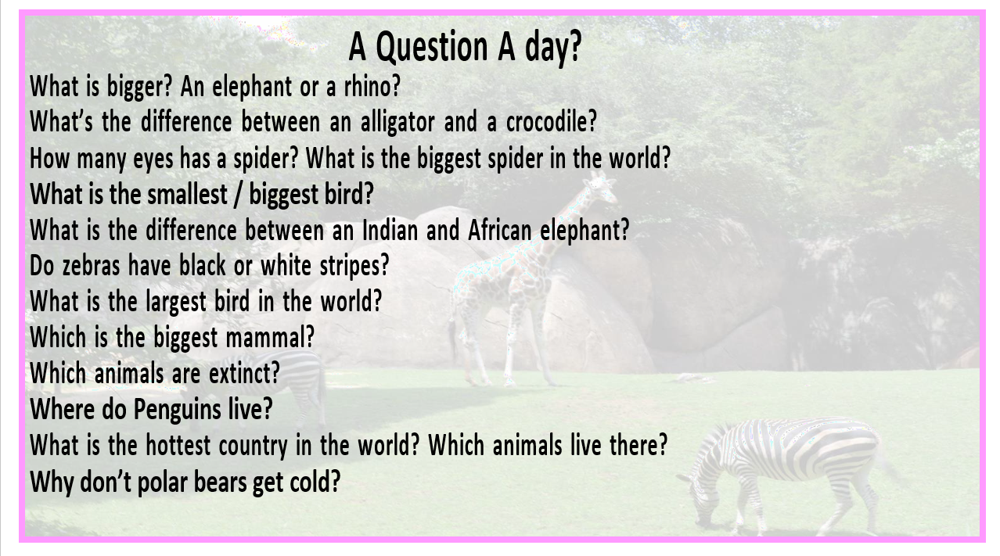 A Question A day?
What is bigger? An elephant or a rhino?
What’s the difference between an alligator and a crocodile?
How many eyes has a spider? What is the biggest spider in the world?
What is the smallest / biggest bird?
What is the difference between an Indian and African elephant?
Do zebras have black or white stripes?
What is the largest bird in the world?
Which is the biggest mammal?
Which animals are extinct?
Where do Penguins live?
What is the hottest country in the world? Which animals live there?
Why don’t polar bears get cold?